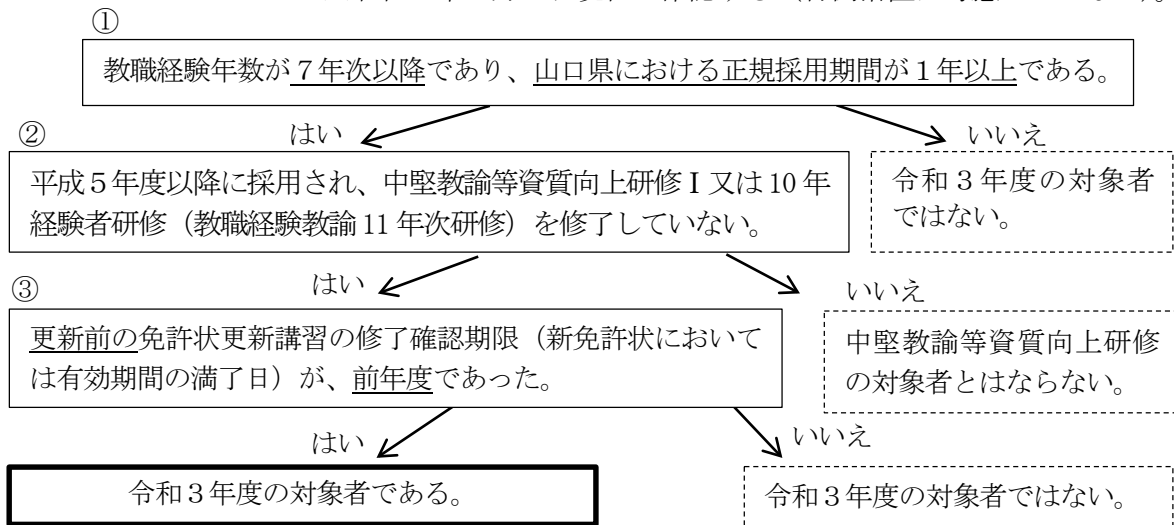 ①
教職経験年数が７年次以降であり、山口県における正規採用期間が１年以上である。
はい
いいえ
②
平成５年度以降に採用され、中堅教諭等資質向上研修Ⅰ又は 10 年
経験者研修（教職経験教諭 11 年次研修）を修了していない。
令和３年度の対象者
ではない。
はい
いいえ
③
更新前の免許状更新講習の修了確認期限（新免許状において
は有効期間の満了日）が、前年度であった。
中堅教諭等資質向上研修
の対象者とはならない。
はい
いいえ
令和３年度の対象者である。
令和３年度の対象者ではない。